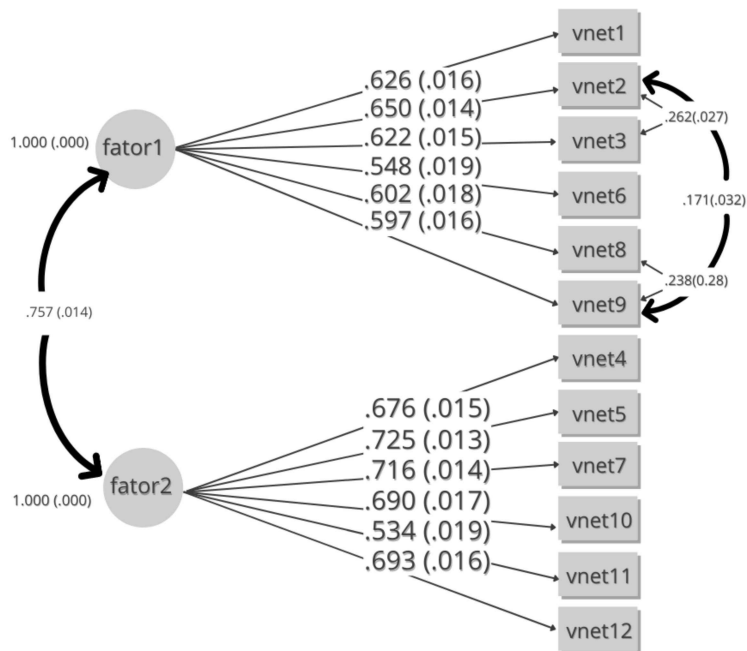 vnet1
.626 (.016)
vnet2
.650 (.014)
.262(.027)
1.000 (.000)
fator1
.622 (.015)
vnet3
.548 (.019)
vnet6
.171(.032)
.602 (.018)
.597 (.016)
vnet8
.238(0.28)
vnet9
.757 (.014)
vnet4
.676 (.015)
vnet5
.725 (.013)
.716 (.014)
vnet7
fator2
1.000 (.000)
.690 (.017)
vnet10
.534 (.019)
.693 (.016)
vnet11
vnet12